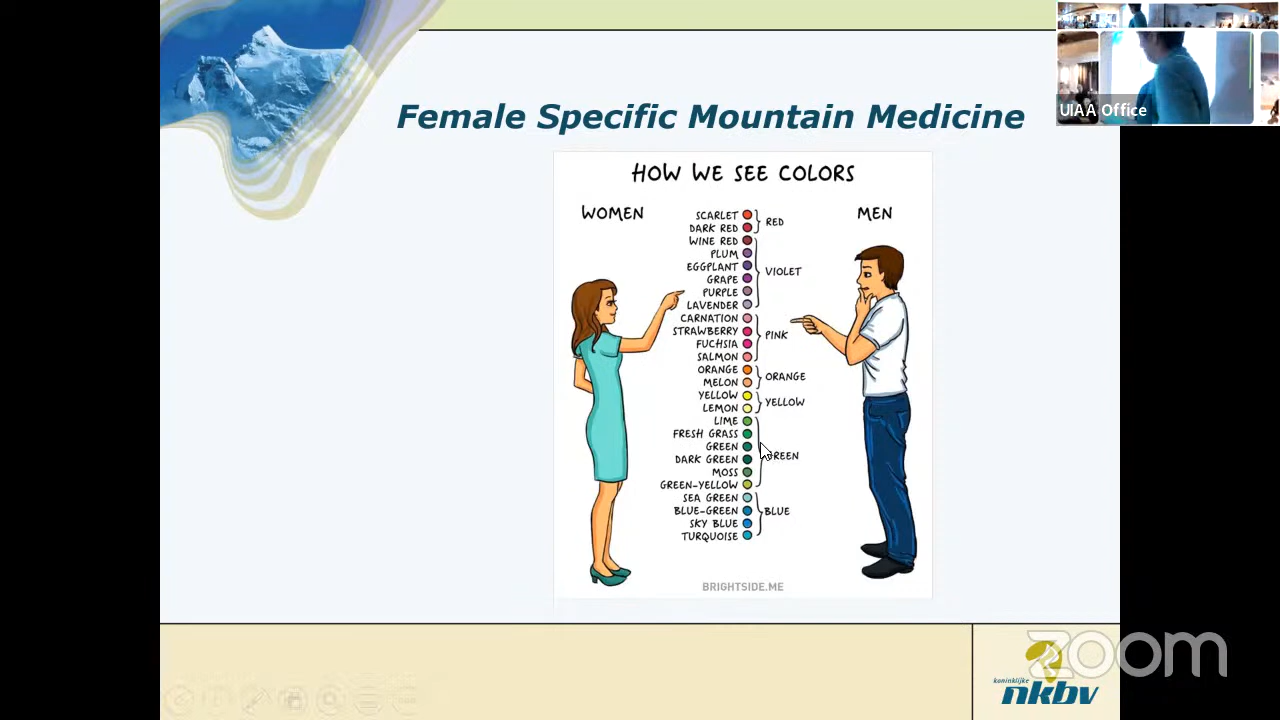 UIAA Office
Female Specific Mountain Medicine
HOW WE SEE COLORS
WOMEN
MEN
SCARLET
DARK RED
RED
WINE RED
PLUM
EGGPLANT
GRAPE
PURPLE
LAVENDER
VIOLET
CARNATION
STRAWBERRY
FUCHSIA
SALMON
PINK
ORANGE
MELON
ORANGE
YELLOW
LEMON
YELLOW
LIME
FRESH GRASS
GREEN
DARK GREEN
MOSS
GREEN-YELLOW
GREEN
SEA GREEN
BLUE-GREEN
SKY BLUE
TURQUOISE
BLUE
BRIGHTSIDE.ME
zoom
koninklijke
nkbv